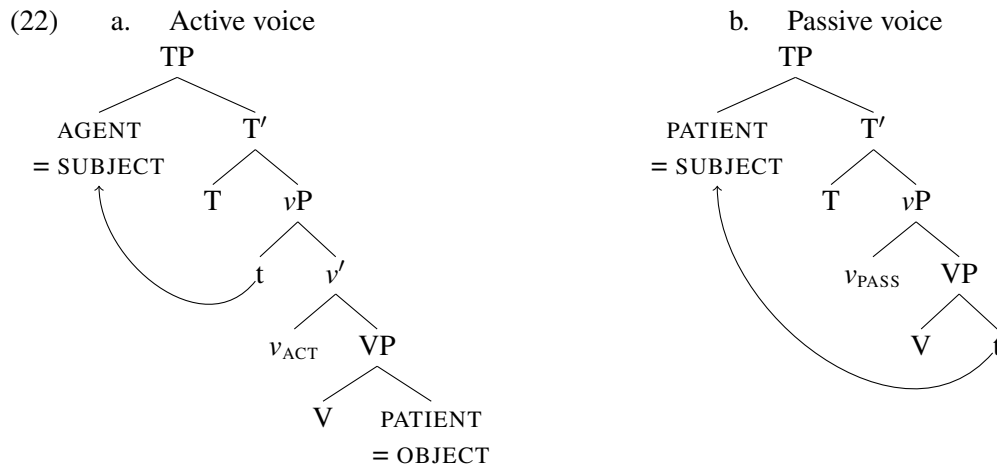 (22) a. Active voice
TP
AGENT T′
= SUBJECT
T vP
t v′
vACT VP
V PATIENT
= OBJECT
b. Passive voice
TP
PATIENT T′
= SUBJECT
T vP
vPASS VP
V t